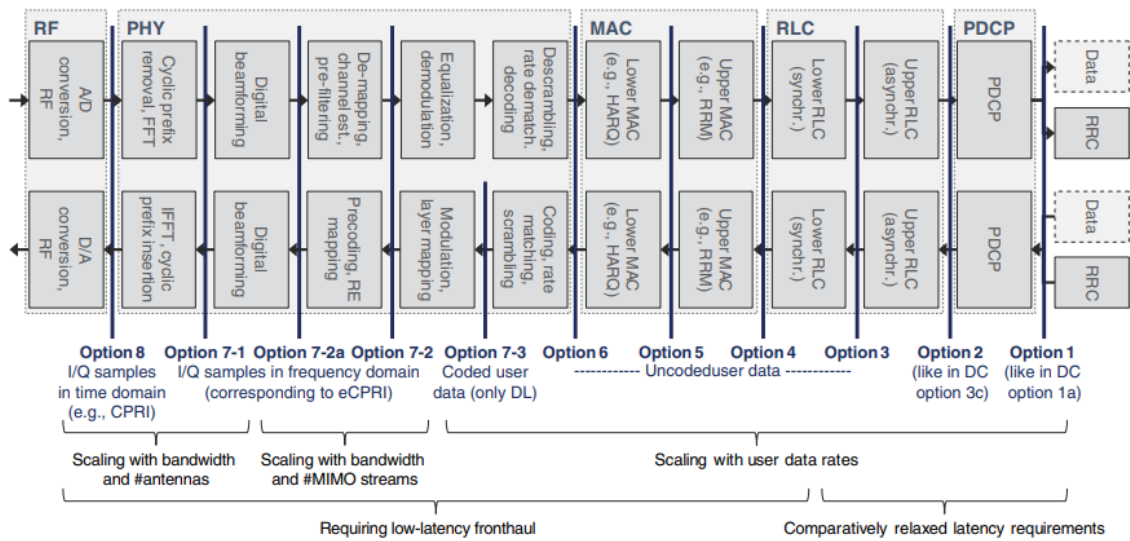 RF
PHY
MAC
RLC
PDCP
A/D
conversion,
RF
Cyclic prefix
removal, FFT
Digital
beamforming
De-mapping,
channel est.,
pre-filtering
Equalization,
demodulation
Descrambling,
rate dematch.
decoding
Lower MAC
(e.g., HARQ)
Upper MAC
(e.g., RRM)
Lower RLC
(synchr.)
Upper RLC
(asynchr.)
PDCP
Data
RRC
D/A
conversion,
RF
IFFT, cyclic
prefix insertion
Digital
beamforming
Precoding, RE
mapping
Modulation,
layer mapping
Coding, rate
matching,
scrambling
Lower MAC
(e.g., HARQ)
Upper MAC
(e.g., RRM)
Lower RLC
(synchr.)
Upper RLC
(asynchr.)
PDCP
Data
RRC
Option 8
I/Q samples
in time domain
(e.g., CPRI)
Option 7-1
Option 7-2a
Option 7-2
I/Q samples in frequency domain
(corresponding to eCPRI)
Option 7-3
Coded user
data (only DL)
Option 6
Option 5
Option 4
Option 3
------------ Uncodeduser data ------------
Option 2
(like in DC
option 3c)
Option 1
(like in DC
option 1a)
Scaling with bandwidth
and #antennas
Scaling with bandwidth
and #MIMO streams
Scaling with user data rates
Requiring low-latency fronthaul
Comparatively relaxed latency requirements